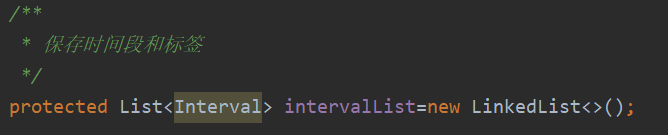 /**
* 保存时间段和标签
*/
protected List<Interval> intervalList=new LinkedList<>();